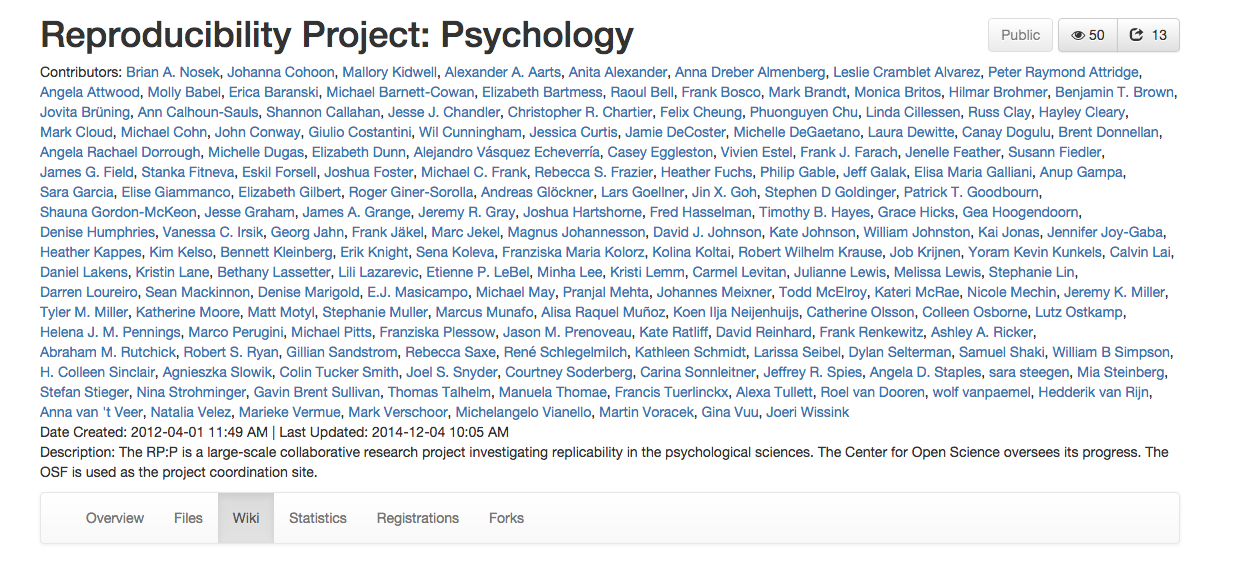 Reproducibility Project: Psychology
Public
50
13
Contributors: Brian A. Nosek, Johanna Cohoon, Mallory Kidwell, Alexander A. Aarts, Anita Alexander, Anna Dreber Almenberg, Leslie Cramblet Alvarez, Peter Raymond Attridge,
Angela Attwood, Molly Babel, Erica Baranski, Michael Barnett-Cowan, Elizabeth Bartmess, Raoul Bell, Frank Bosco, Mark Brandt, Monica Britos, Hilmar Brohmer, Benjamin T. Brown,
Jovita Brüning, Ann Calhoun-Sauls, Shannon Callahan, Jesse J. Chandler, Christopher R. Chartier, Felix Cheung, Phuonguyen Chu, Linda Cillessen, Russ Clay, Hayley Cleary,
Mark Cloud, Michael Cohn, John Conway, Giulio Costantini, Wil Cunningham, Jessica Curtis, Jamie DeCoster, Michelle DeGaetano, Laura Dewitte, Canay Dogulu, Brent Donnellan,
Angela Rachael Dorrough, Michelle Dugas, Elizabeth Dunn, Alejandro Vásquez Echeverría, Casey Eggleston, Vivien Estel, Frank J. Farach, Jenelle Feather, Susann Fiedler,
James G. Field, Stanka Fitneva, Eskil Forsell, Joshua Foster, Michael C. Frank, Rebecca S. Frazier, Heather Fuchs, Philip Gable, Jeff Galak, Elisa Maria Galliani, Anup Gampa,
Sara Garcia, Elise Giammanco, Elizabeth Gilbert, Roger Giner-Sorolla, Andreas Glöckner, Lars Goellner, Jin X. Goh, Stephen D Goldinger, Patrick T. Goodbourn,
Shauna Gordon-McKeon, Jesse Graham, James A. Grange, Jeremy R. Gray, Joshua Hartshorne, Fred Hasselman, Timothy B. Hayes, Grace Hicks, Gea Hoogendoorn,
Denise Humphries, Vanessa C. Irsik, Georg Jahn, Frank Jäkel, Marc Jekel, Magnus Johannesson, David J. Johnson, Kate Johnson, William Johnston, Kai Jonas, Jennifer Joy-Gaba,
Heather Kappes, Kim Kelso, Bennett Kleinberg, Erik Knight, Sena Koleva, Franziska Maria Kolorz, Kolina Koltai, Robert Wilhelm Krause, Job Krijnen, Yoram Kevin Kunkels, Calvin Lai,
Daniel Lakens, Kristin Lane, Bethany Lassetter, Lili Lazarevic, Etienne P. LeBel, Minha Lee, Kristi Lemm, Carmel Levitan, Julianne Lewis, Melissa Lewis, Stephanie Lin,
Darren Loureiro, Sean Mackinnon, Denise Marigold, E.J. Masicampo, Michael May, Pranjal Mehta, Johannes Meixner, Todd McElroy, Kateri McRae, Nicole Mechin, Jeremy K. Miller,
Tyler M. Miller, Katherine Moore, Matt Motyl, Stephanie Muller, Marcus Munafo, Alisa Raquel Muñoz, Koen Ilja Neijenhuijs, Catherine Olsson, Colleen Osborne, Lutz Ostkamp,
Helena J. M. Pennings, Marco Perugini, Michael Pitts, Franziska Plessow, Jason M. Prenoveau, Kate Ratliff, David Reinhard, Frank Renkewitz, Ashley A. Ricker,
Abraham M. Rutchick, Robert S. Ryan, Gillian Sandstrom, Rebecca Saxe, René Schlegelmilch, Kathleen Schmidt, Larissa Seibel, Dylan Selterman, Samuel Shaki, William B Simpson,
H. Colleen Sinclair, Agnieszka Slowik, Colin Tucker Smith, Joel S. Snyder, Courtney Soderberg, Carina Sonnleitner, Jeffrey R. Spies, Angela D. Staples, sara steegen, Mia Steinberg,
Stefan Stieger, Nina Strohminger, Gavin Brent Sullivan, Thomas Talhelm, Manuela Thomae, Francis Tuerlinckx, Alexa Tullett, Roel van Dooren, wolf vanpaemel, Hedderik van Rijn,
Anna van 't Veer, Natalia Velez, Marieke Vermue, Mark Verschoor, Michelangelo Vianello, Martin Voracek, Gina Vuu, Joeri Wissink
Date Created: 2012-04-01 11:49 AM | Last Updated: 2014-12-04 10:05 AM
Description: The RP:P is a large-scale collaborative research project investigating replicability in the psychological sciences. The Center for Open Science oversees its progress. The
OSF is used as the project coordination site.
Overview Files Wiki Statistics Registrations Forks